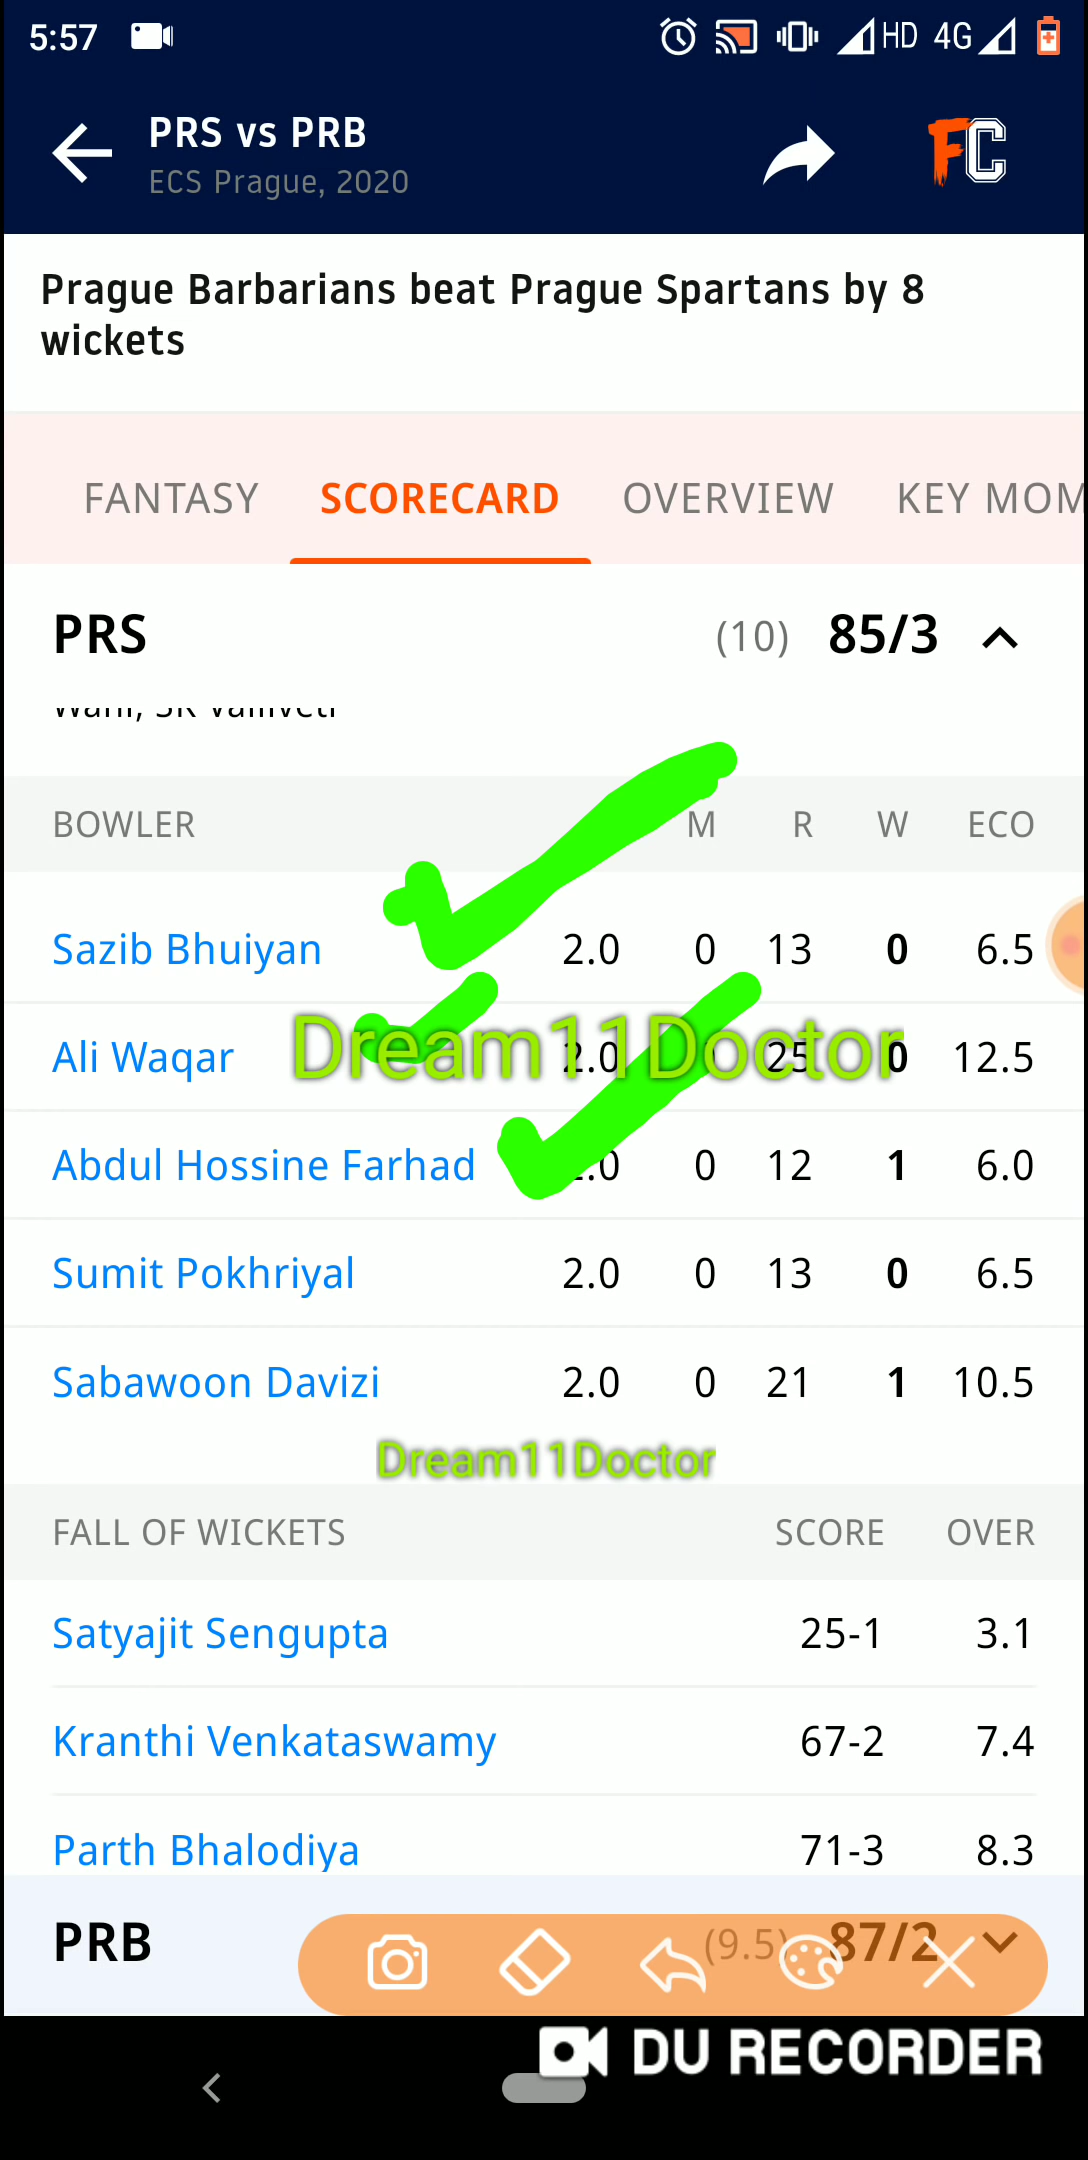 5:57 HD 4G
PRS vs PRB
ECS Prague, 2020
FC
Prague Barbarians beat Prague Spartans by 8
wickets
FANTASY SCORECARD OVERVIEW KEY MOM
PRS (10) 85/3
BOWLER M R W ECO
Sazib Bhuiyan 2.0 0 13 0 6.5
Ali Waqar 2.0 25 0 12.5
Dream11Doctor
Abdul Hossine Farhad .0 0 12 1 6.0
Sumit Pokhriyal 2.0 0 13 0 6.5
Sabawoon Davizi 2.0 0 21 1 10.5
Dream11Doctor
FALL OF WICKETS SCORE OVER
Satyajit Sengupta 25-1 3.1
Kranthi Venkataswamy 67-2 7.4
Parth Bhalodiya 71-3 8.3
PRB (9.5) 87/2
DU RECORDER